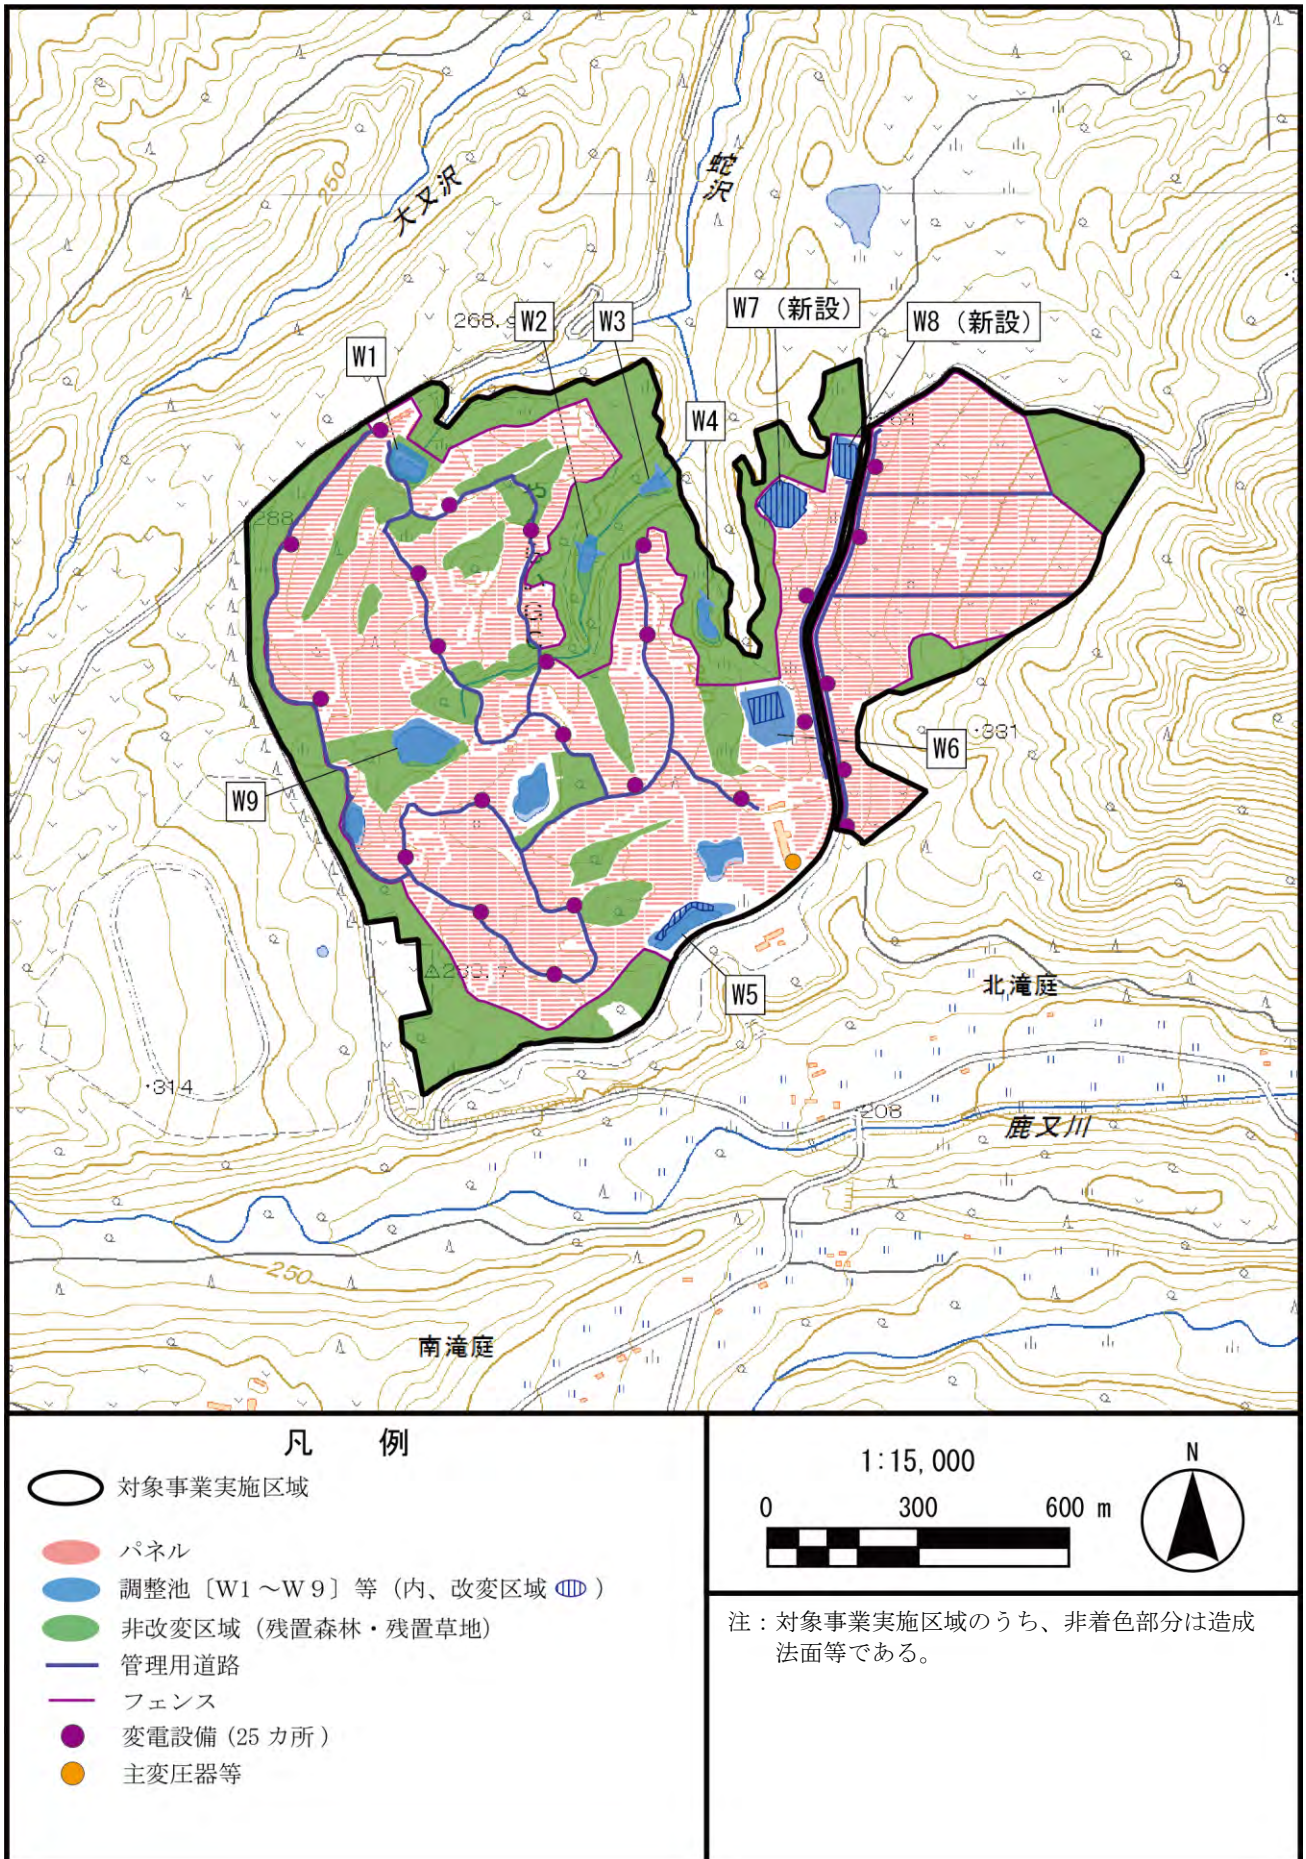 250
大又沢
蛇沢
W1
268.9
W2
W3
W4
W7 (新設)
W8 (新設)
288
W9
W6
・331
W5
北滝庭
・314
208
鹿又川
250
南滝庭
凡 例
対象事業実施区域
パネル
調整池〔W1～W9〕等 (内、改変区域 )
非改変区域 (残置森林・残置草地)
管理用道路
フェンス
変電設備 (25 カ所)
主変圧器等
1:15,000
0 300 600 m
N
注：対象事業実施区域のうち、非着色部分は造成
法面等である。